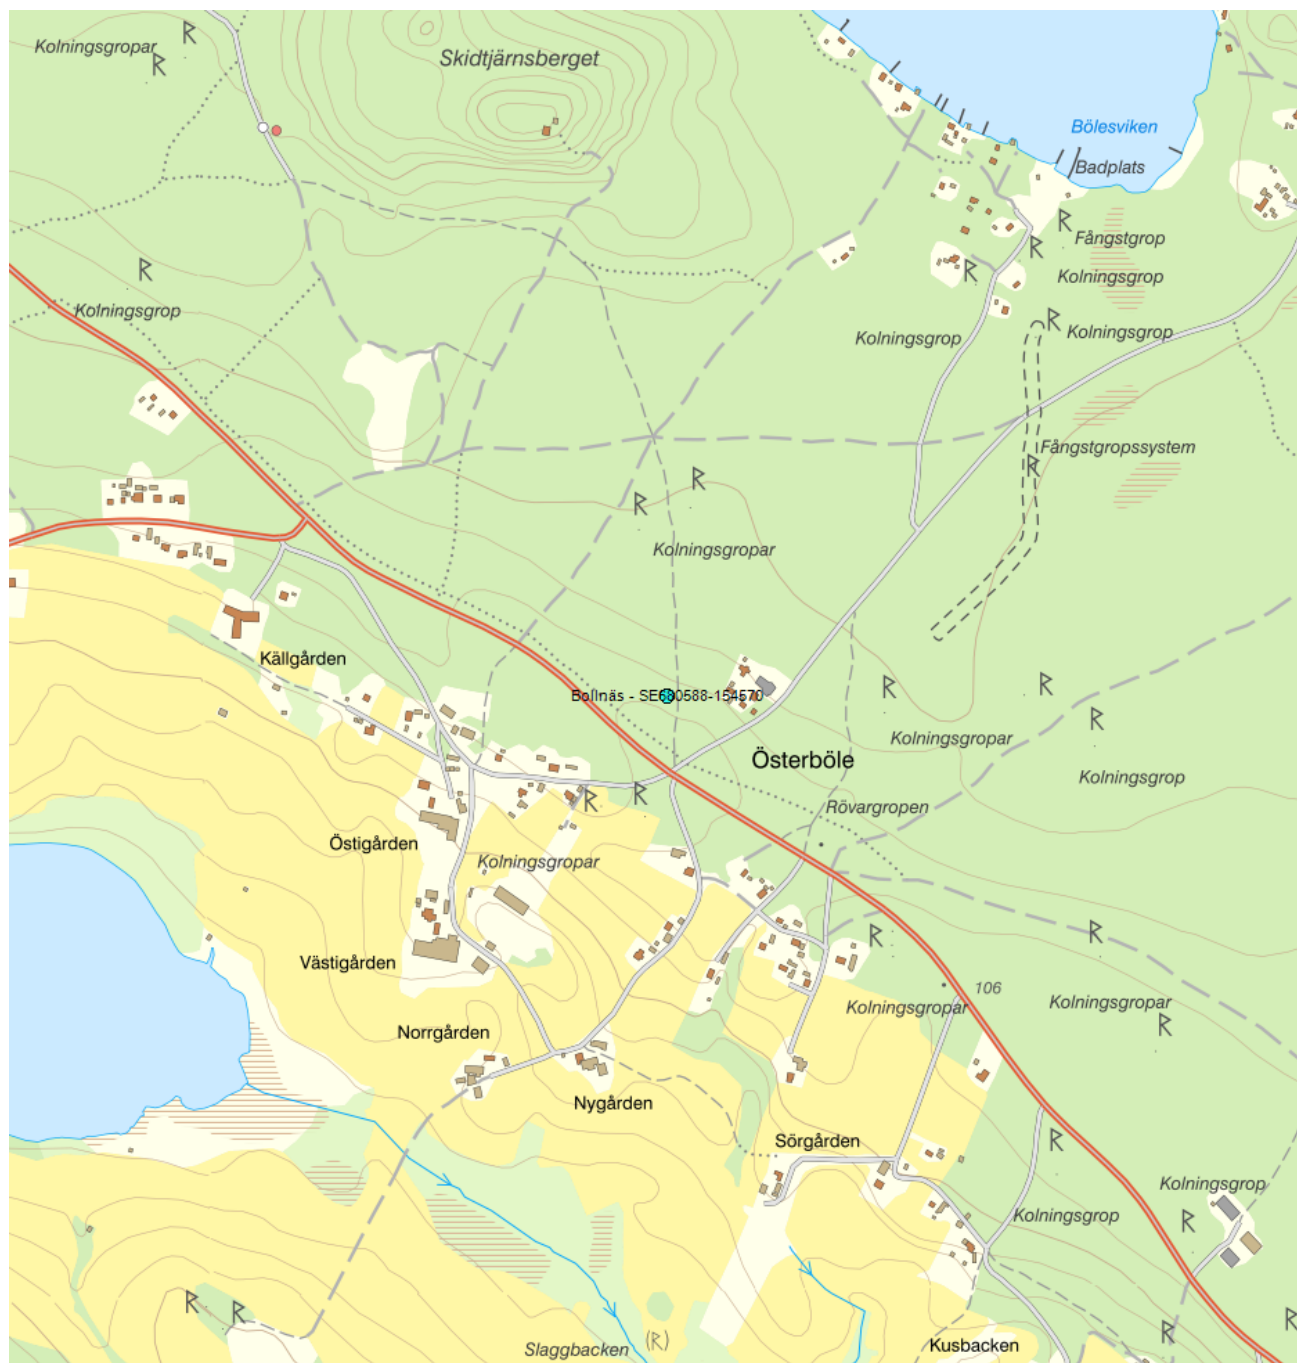 Kolningsgropar
Skidtjärnsberget
Bölesviken
Badplats
Fångstgrop
Kolningsgrop
Kolningsgrop
Kolningsgrop
Kolningsgrop
Fångstgropssystem
Kolningsgropar
Källgården
Bollnäs - SE680588-154570
Kolningsgropar
Österböle
Kolningsgrop
Rövargropen
Östigården
Kolningsgropar
Västigården
106
Kolningsgropar
Kolningsgropar
Norrgården
Nygården
Sörgården
Kolningsgrop
Kolningsgrop
Slaggbacken
(R)
Kusbacken